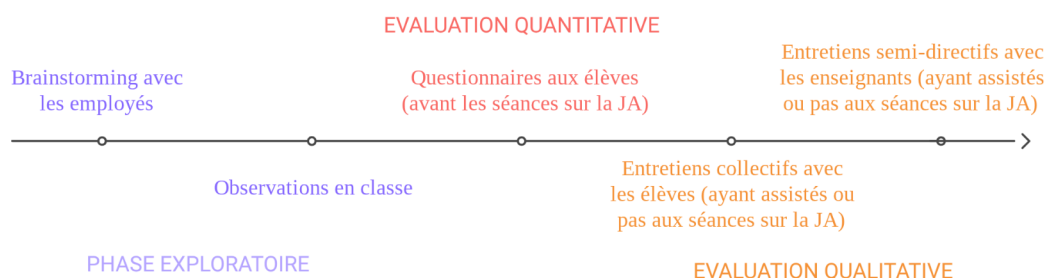 EVALUATION QUANTITATIVE
Brainstorming avec
les employés
Questionnaires aux élèves
(avant les séances sur la JA)
Entretiens semi-directifs avec
les enseignants (ayant assistés
ou pas aux séances sur la JA)
Observations en classe
Entretiens collectifs avec
les élèves (ayant assistés ou
pas aux séances sur la JA)
PHASE EXPLORATOIRE
EVALUATION QUALITATIVE